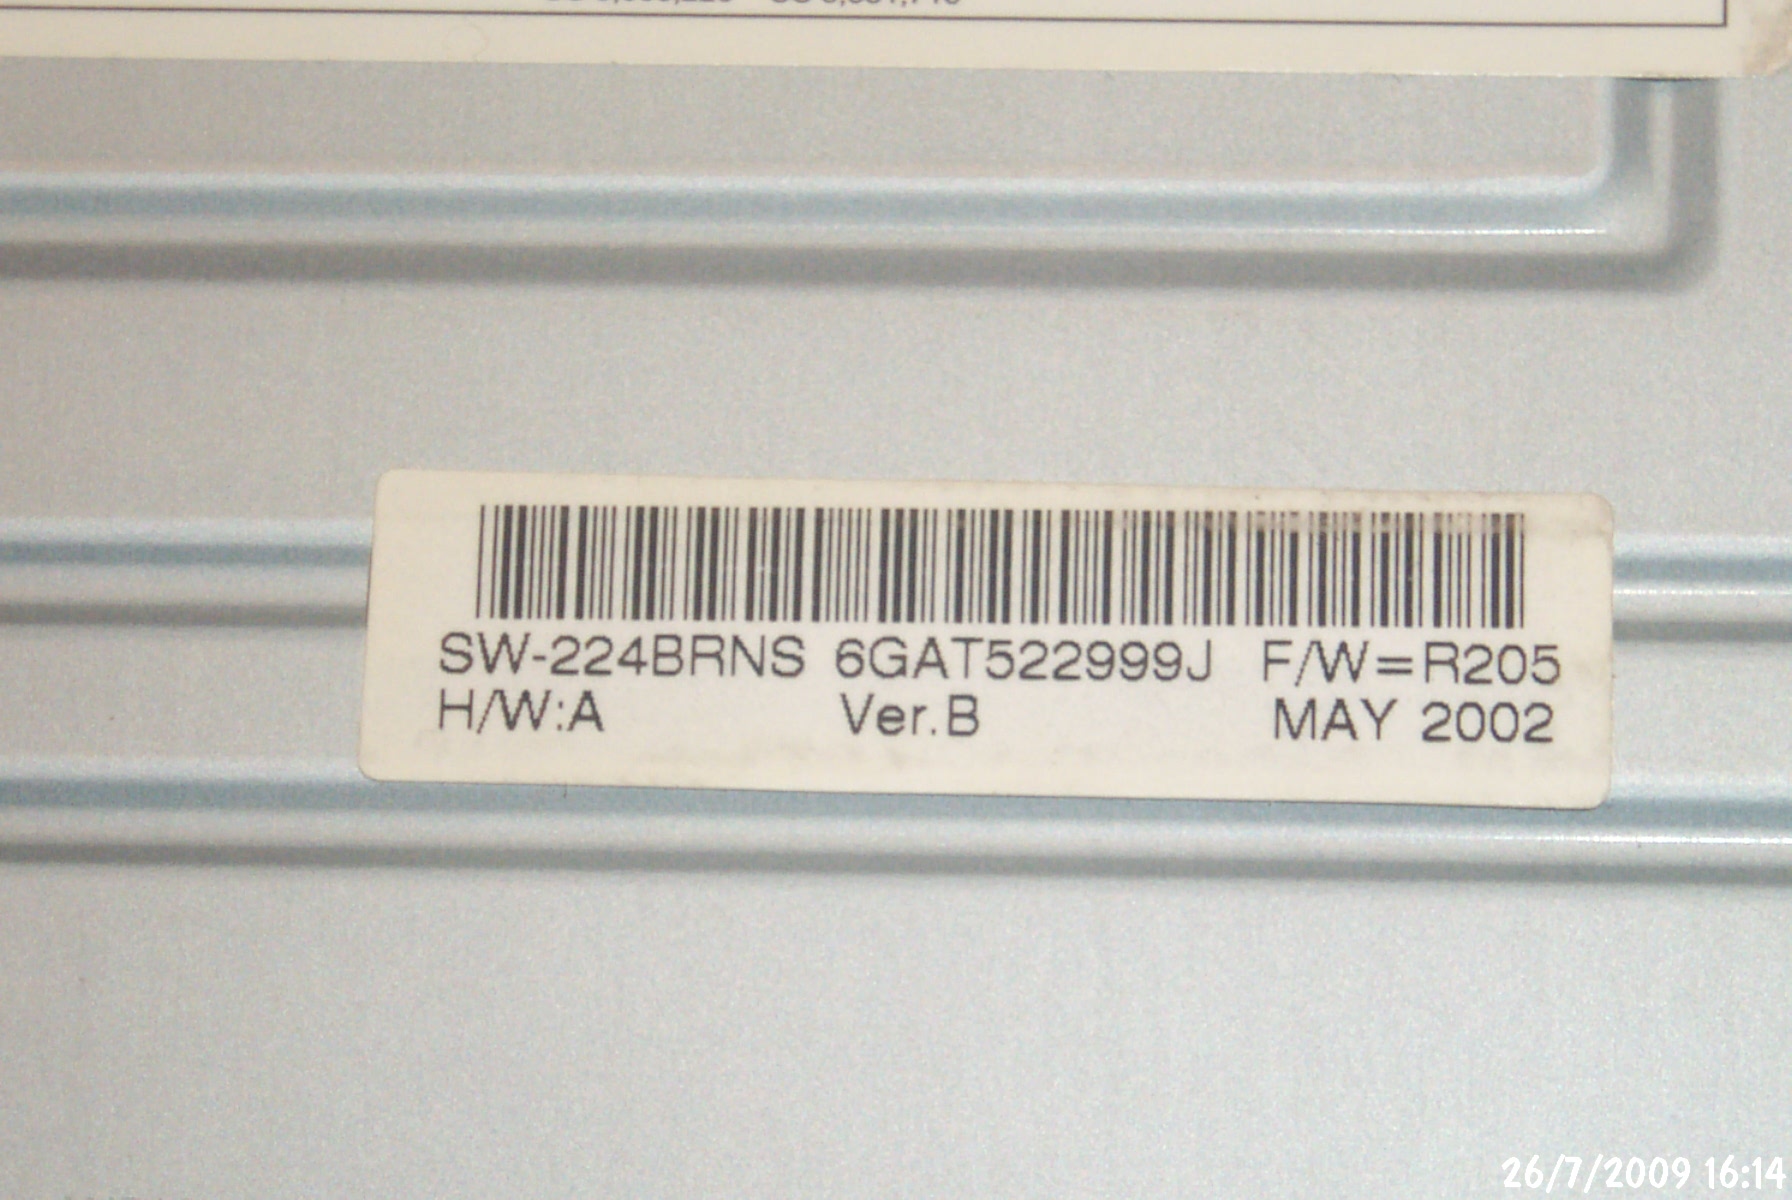 SW-224BRNS 6GAT522999J F/W=R205
H/W:A Ver.B MAY 2002
26/7/2009 16:14